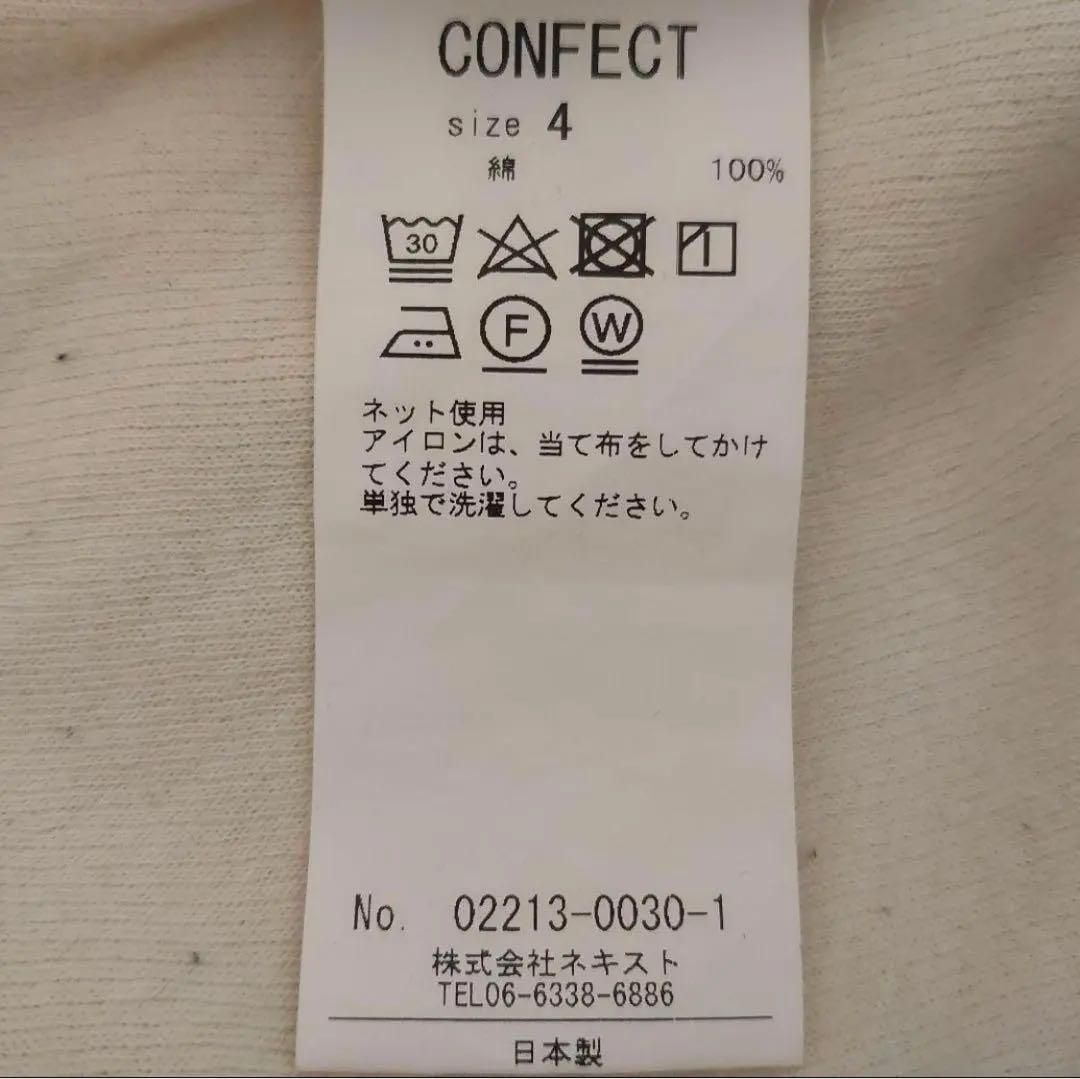 CONFECT
size 4
綿 100%
30
F W
ネット使用
アイロンは、当て布をしてかけ
てください。
単独で洗濯してください。
No. 02213-0030-1
株式会社ネキスト
TEL06-6338-6886
日本製